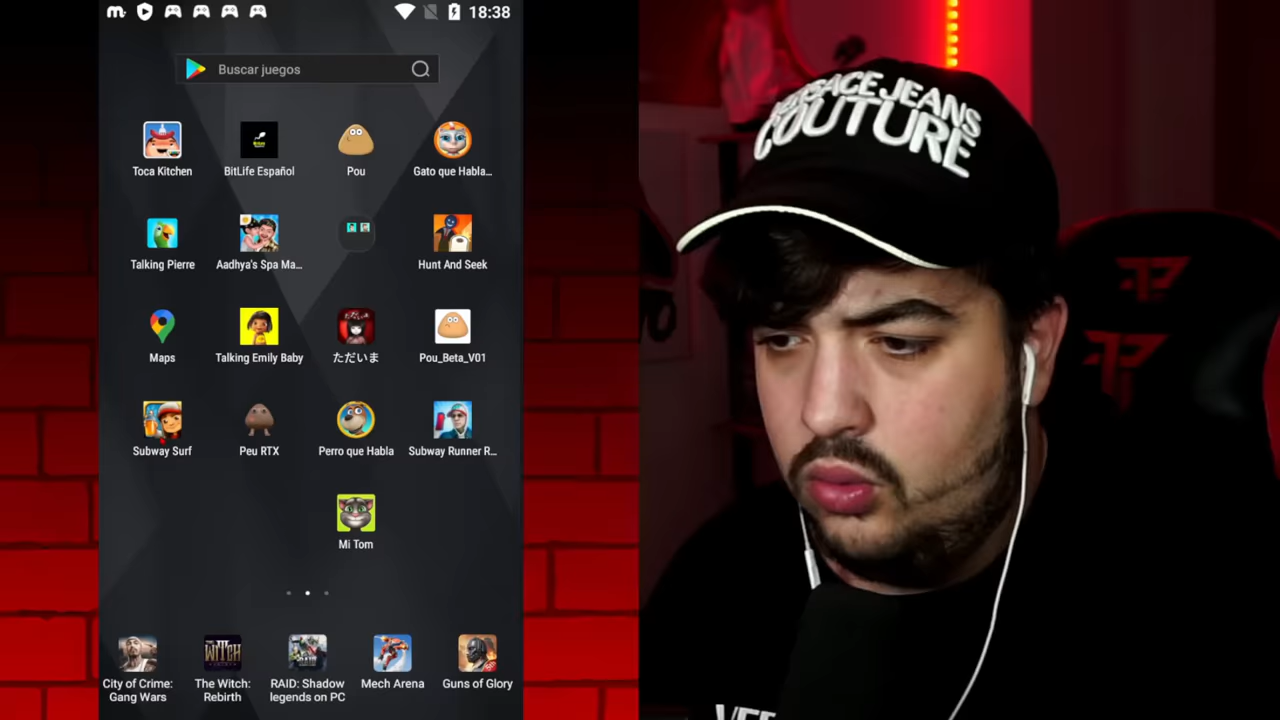 18:38
Buscar juegos
Toca Kitchen
BitLife Español
Pou
Gato que Habla...
Talking Pierre
Aadhya's Spa Ma...
Hunt And Seek
Maps
Talking Emily Baby
ただいま
Pou_Beta_V01
Subway Surf
Peu RTX
Perro que Habla
Subway Runner R...
Mi Tom
City of Crime:
Gang Wars
The Witch:
Rebirth
RAID: Shadow
legends on PC
Mech Arena
Guns of Glory
VERSACE JEANS
COUTURE